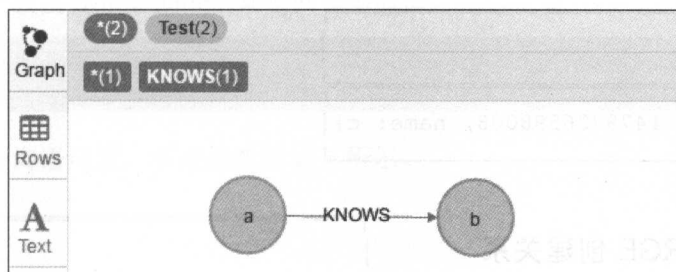 *(2) Test(2)
Graph
*(1) KNOWS(1)
Rows
a KNOWS b
Text